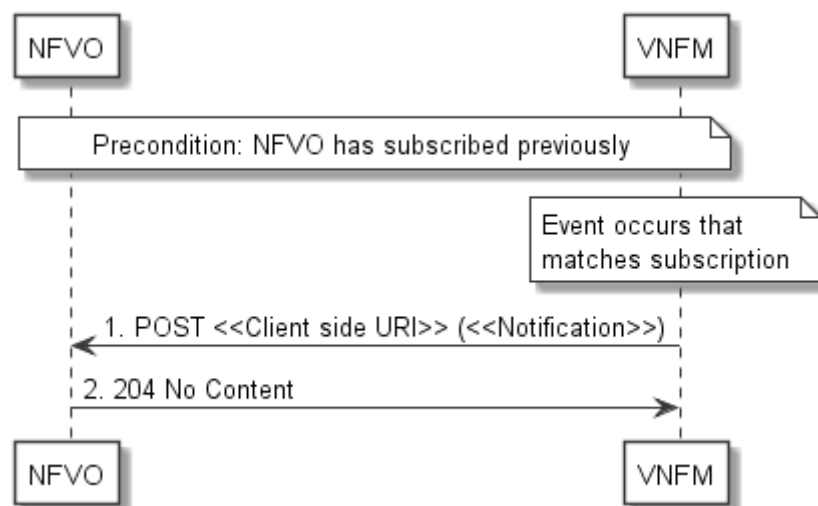 NFVO
VNFM
Precondition: NFVO has subscribed previously
Event occurs that
matches subscription
1. POST <<Client side URI>> (<<Notification>>)
2. 204 No Content
NFVO
VNFM